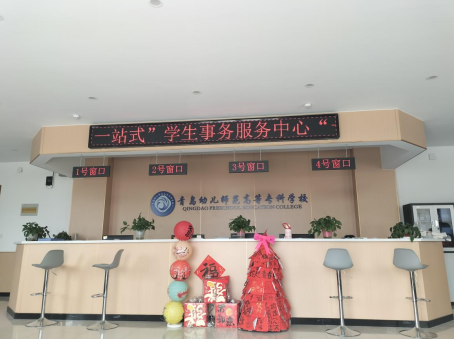 一站式”学生事务服务中心“
1号窗口
2号窗口
3号窗口
4号窗口
青岛幼儿师范高等专科学校
QINGDAO PRESCHOOL EDUCATION COLLEGE
福